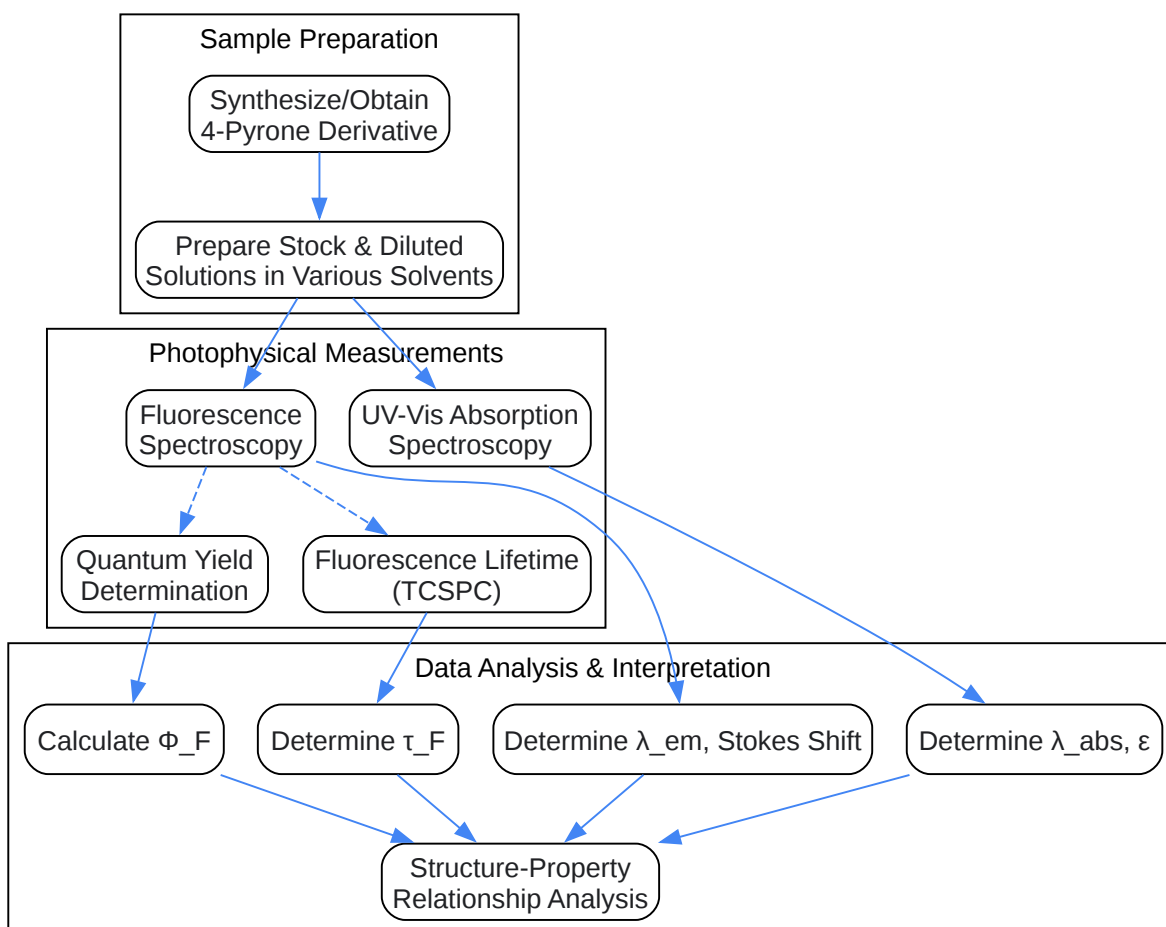 Sample Preparation
Synthesize/Obtain
4-Pyrone Derivative
Prepare Stock & Diluted
Solutions in Various Solvents
Photophysical Measurements
Fluorescence
Spectroscopy
UV-Vis Absorption
Spectroscopy
Quantum Yield
Determination
Fluorescence Lifetime
(TCSPC)
Data Analysis & Interpretation
Calculate Φ_F
Determine τ_F
Determine λ_em, Stokes Shift
Determine λ_abs, ε
Structure-Property
Relationship Analysis